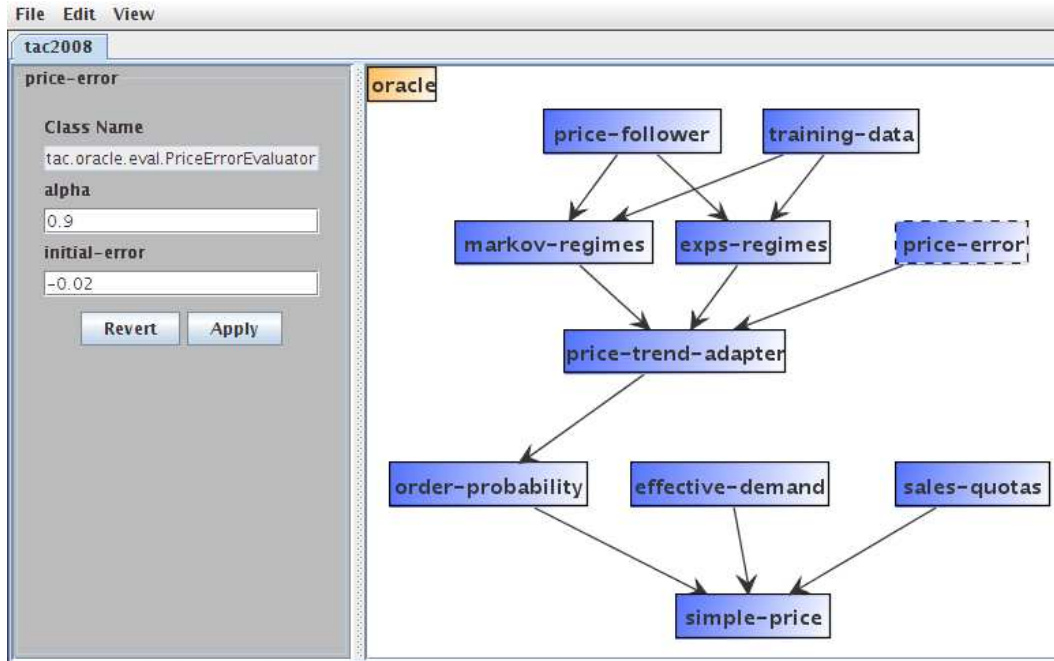 File Edit View
tac2008
price-error
Class Name
tac.oracle.eval.PriceErrorEvaluator
alpha
0.9
initial-error
-0.02
Revert Apply
oracle
price-follower training-data
markov-regimes exps-regimes price-error
price-trend-adapter
order-probability effective-demand sales-quotas
simple-price